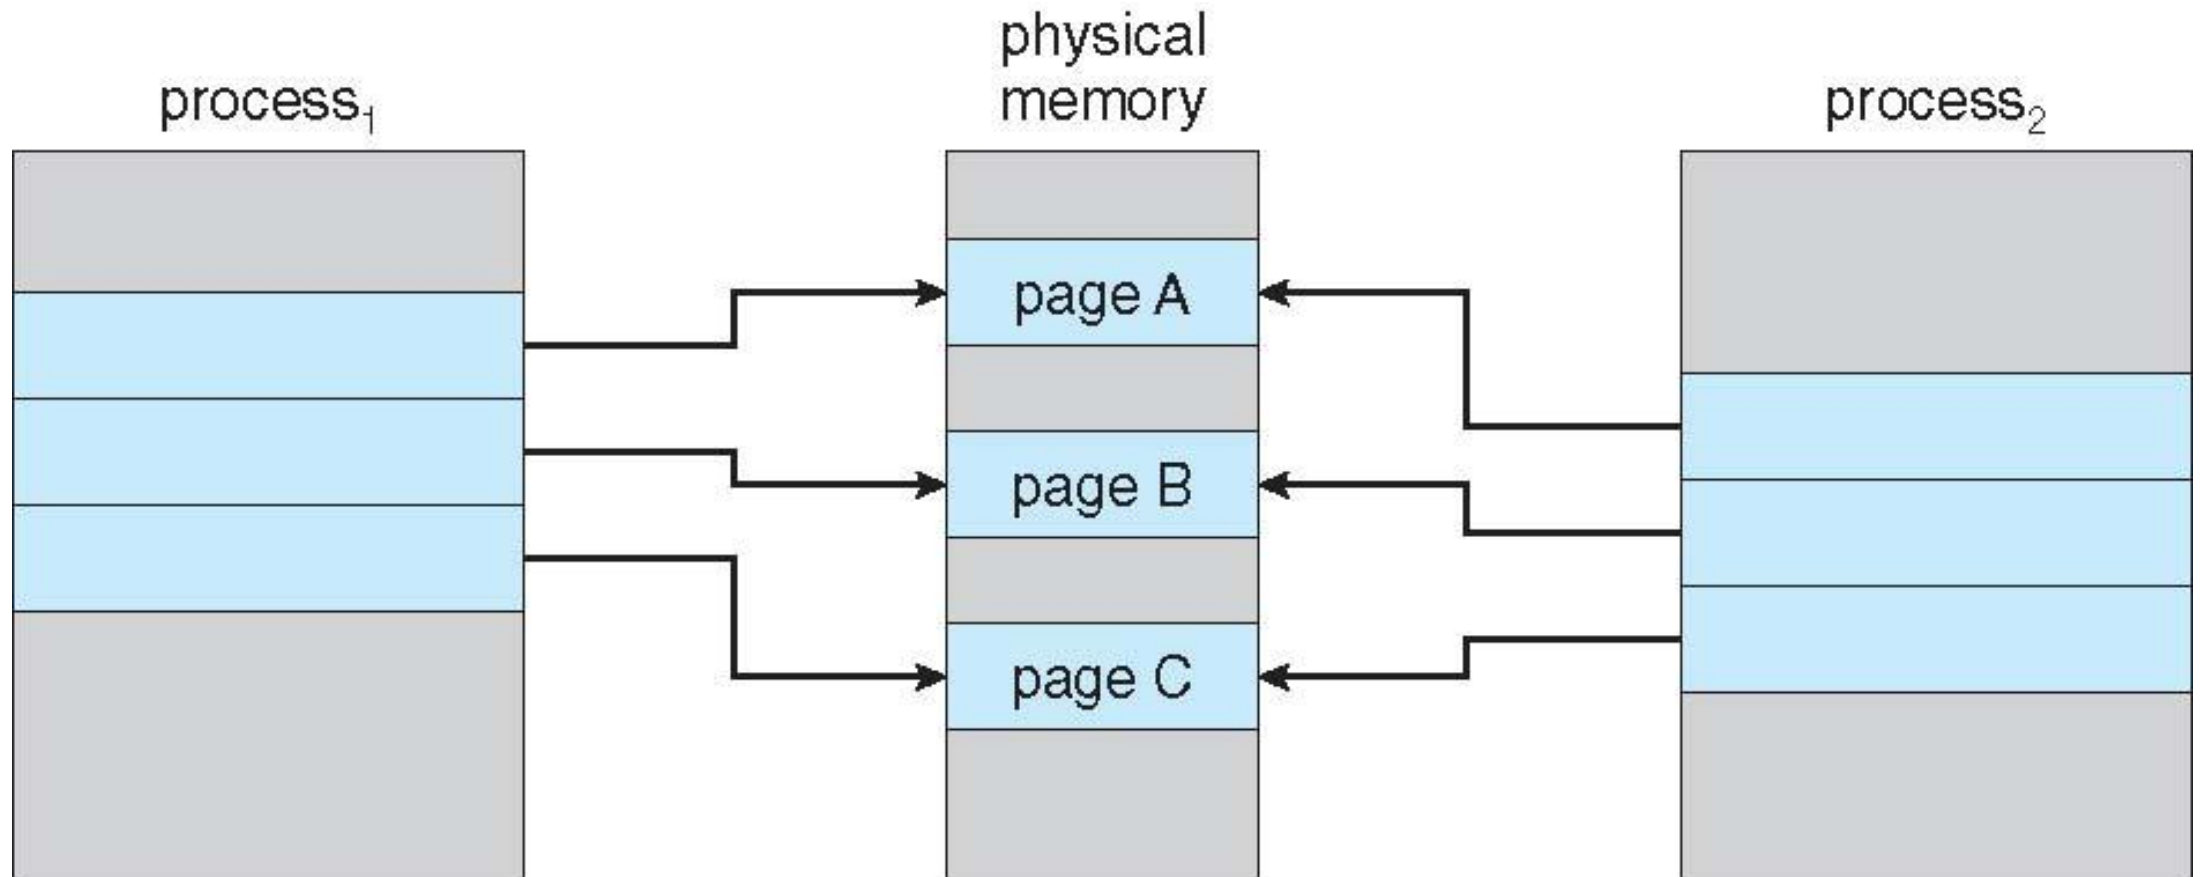 process₁
physical
memory
process₂
page A
page B
page C